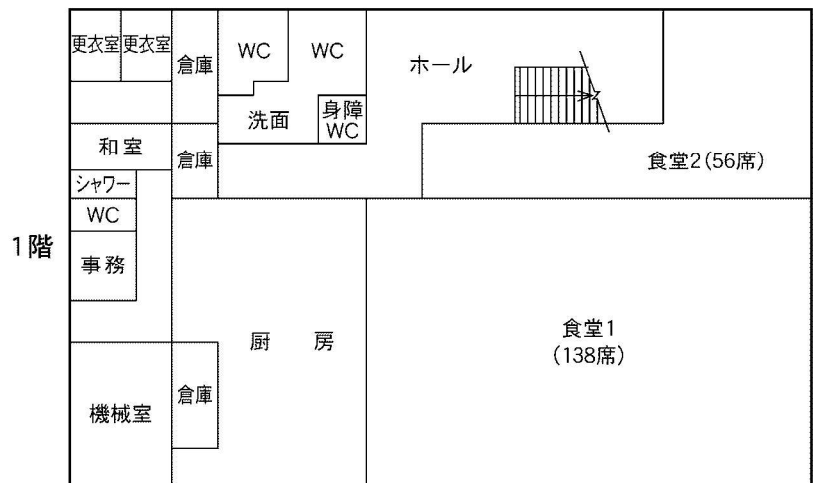 更衣室
更衣室
倉庫
WC
WC
ホール
洗面
身障
WC
和室
倉庫
食堂2(56席)
シャワー
WC
1階
事務
厨房
食堂1
(138席)
機械室
倉庫